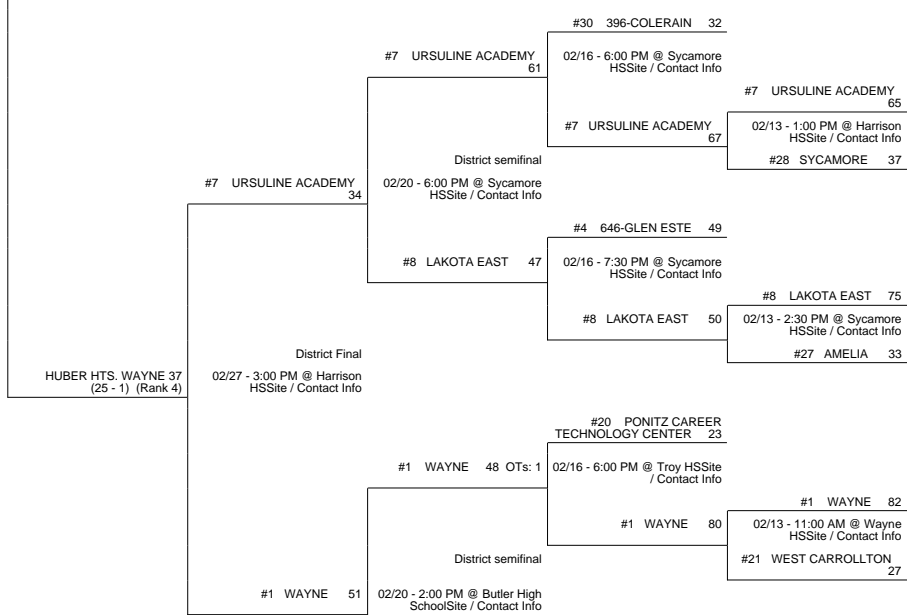 #30 396-COLERAIN 32
#7 URSULINE ACADEMY
61
02/16 - 6:00 PM @ Sycamore
HSSite / Contact Info
#7 URSULINE ACADEMY
65
#7 URSULINE ACADEMY
67
02/13 - 1:00 PM @ Harrison
HSSite / Contact Info
#28 SYCAMORE 37
District semifinal
#7 URSULINE ACADEMY
34
02/20 - 6:00 PM @ Sycamore
HSSite / Contact Info
#4 646-GLEN ESTE 49
#8 LAKOTA EAST 47
02/16 - 7:30 PM @ Sycamore
HSSite / Contact Info
#8 LAKOTA EAST 75
#8 LAKOTA EAST 50
02/13 - 2:30 PM @ Sycamore
HSSite / Contact Info
#27 AMELIA 33
District Final
HUBER HTS. WAYNE 37
(25 - 1) (Rank 4)
02/27 - 3:00 PM @ Harrison
HSSite / Contact Info
#20 PONITZ CAREER
TECHNOLOGY CENTER 23
#1 WAYNE 48 OTs: 1
02/16 - 6:00 PM @ Troy HSSite
/ Contact Info
#1 WAYNE 82
#1 WAYNE 80
02/13 - 11:00 AM @ Wayne
HSSite / Contact Info
#21 WEST CARROLLTON
27
District semifinal
#1 WAYNE 51
02/20 - 2:00 PM @ Butler High
SchoolSite / Contact Info